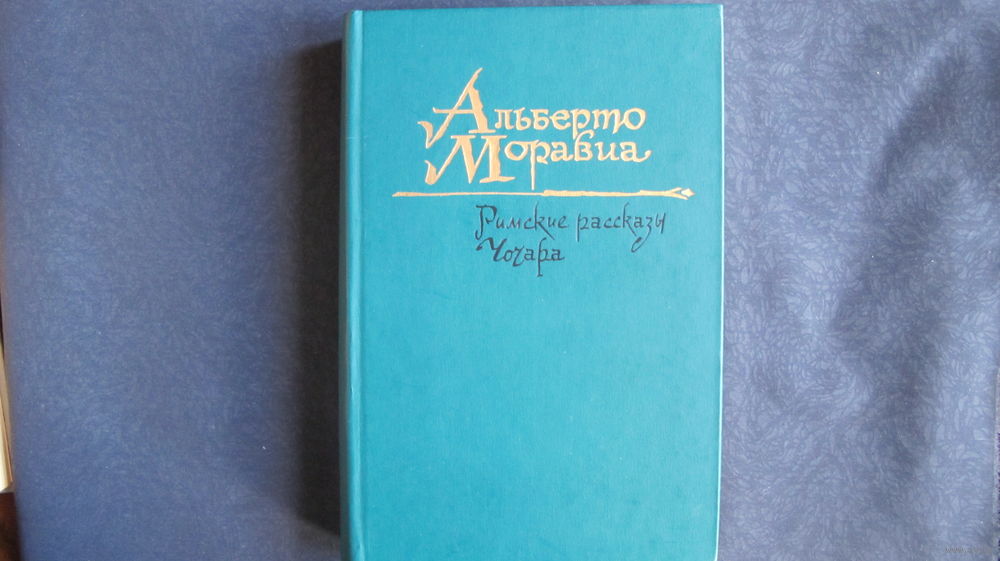 Альберто
Моравиа
Римские рассказы
Чочара